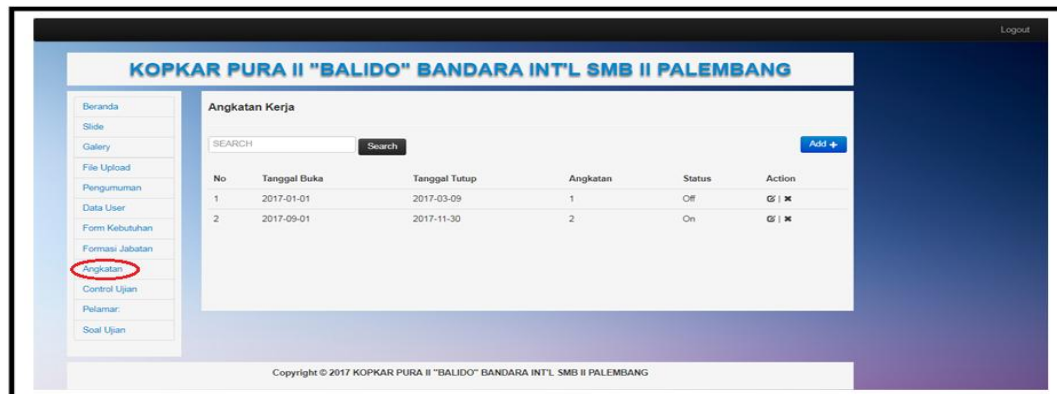 Logout
KOPKAR PURA II "BALIDO" BANDARA INT'L SMB II PALEMBANG
Beranda
Slide
Galery
File Upload
Pengumuman
Data User
Form Kebutuhan
Formasi Jabatan
Angkatan
Control Ujian
Pelamar
Soal Ujian
Angkatan Kerja
SEARCH Search Add +
No Tanggal Buka Tanggal Tutup Angkatan Status Action
1 2017-01-01 2017-03-09 1 Off |
2 2017-09-01 2017-11-30 2 On |
Copyright © 2017 KOPKAR PURA II "BALIDO" BANDARA INT'L SMB II PALEMBANG